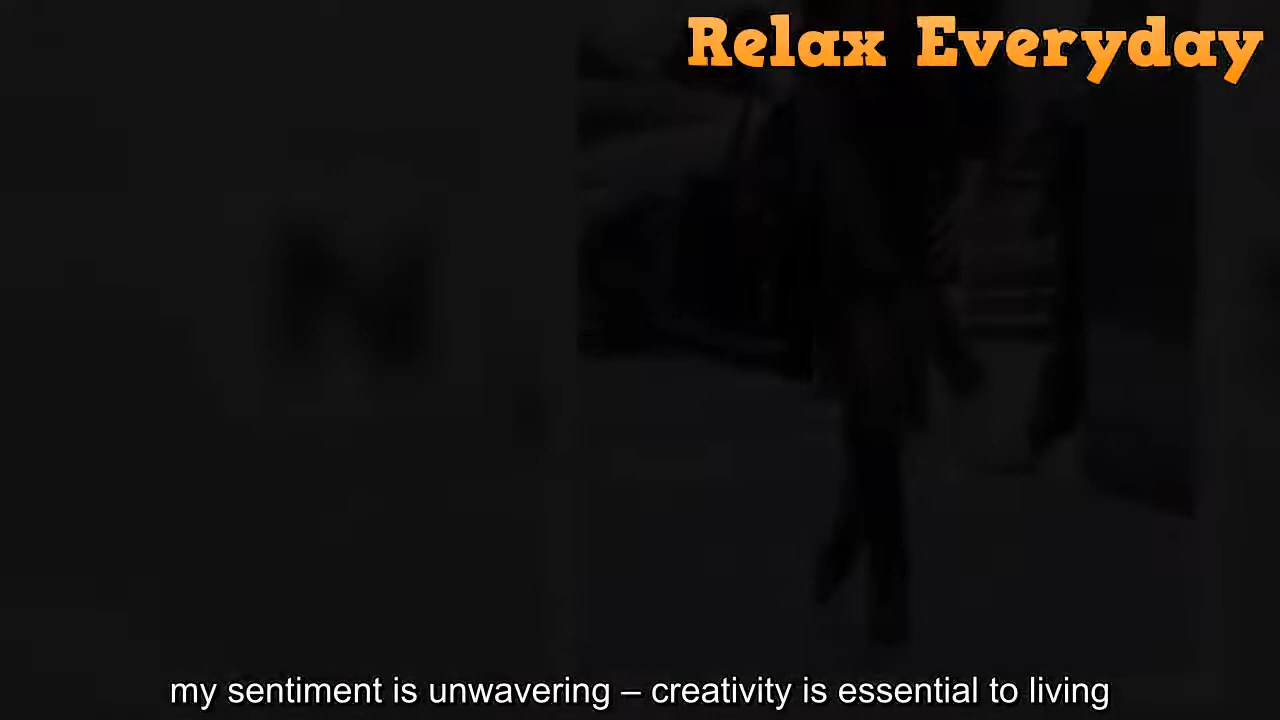 Relax Everyday
my sentiment is unwavering – creativity is essential to living